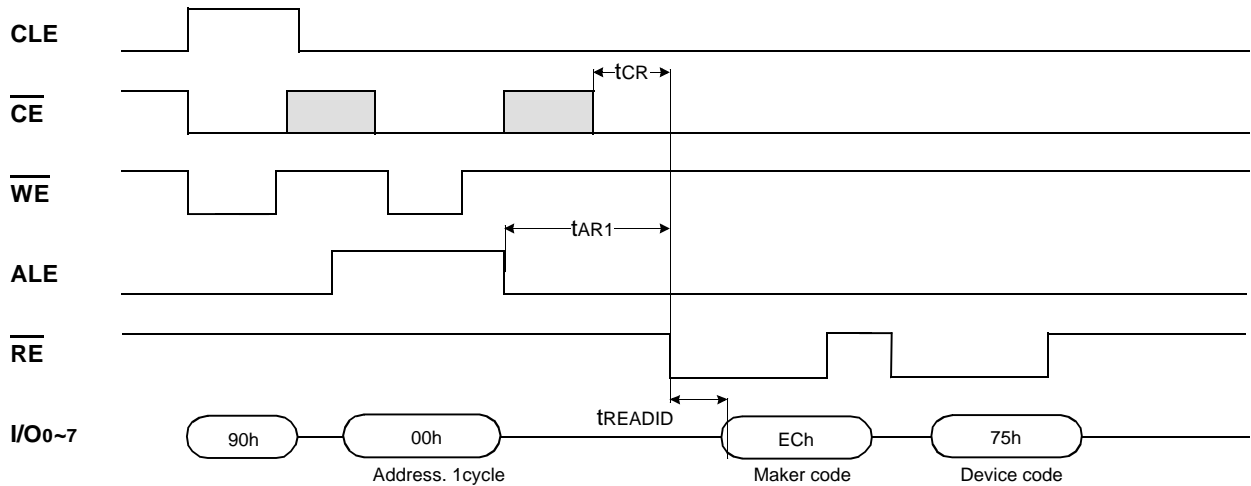 CLE
tCR
CE
WE
tAR1
ALE
RE
tREADID
I/O0~7
90h
00h
ECh
75h
Address. 1cycle
Maker code
Device code